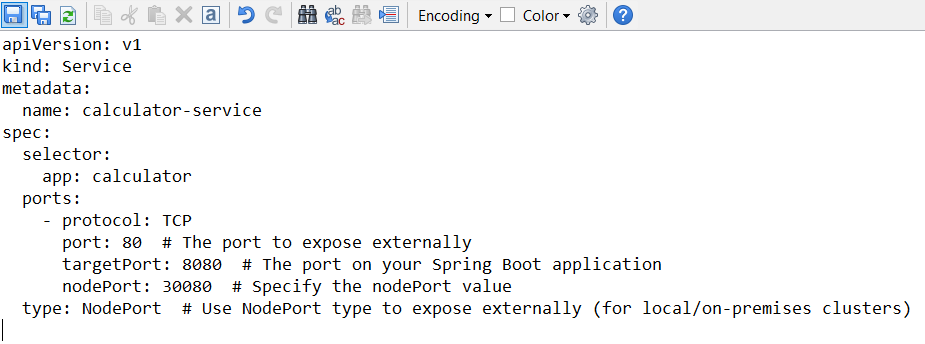 Encoding Color
apiVersion: v1
kind: Service
metadata:
  name: calculator-service
spec:
  selector:
    app: calculator
  ports:
    - protocol: TCP
      port: 80  # The port to expose externally
      targetPort: 8080  # The port on your Spring Boot application
      nodePort: 30080  # Specify the nodePort value
  type: NodePort  # Use NodePort type to expose externally (for local/on-premises clusters)